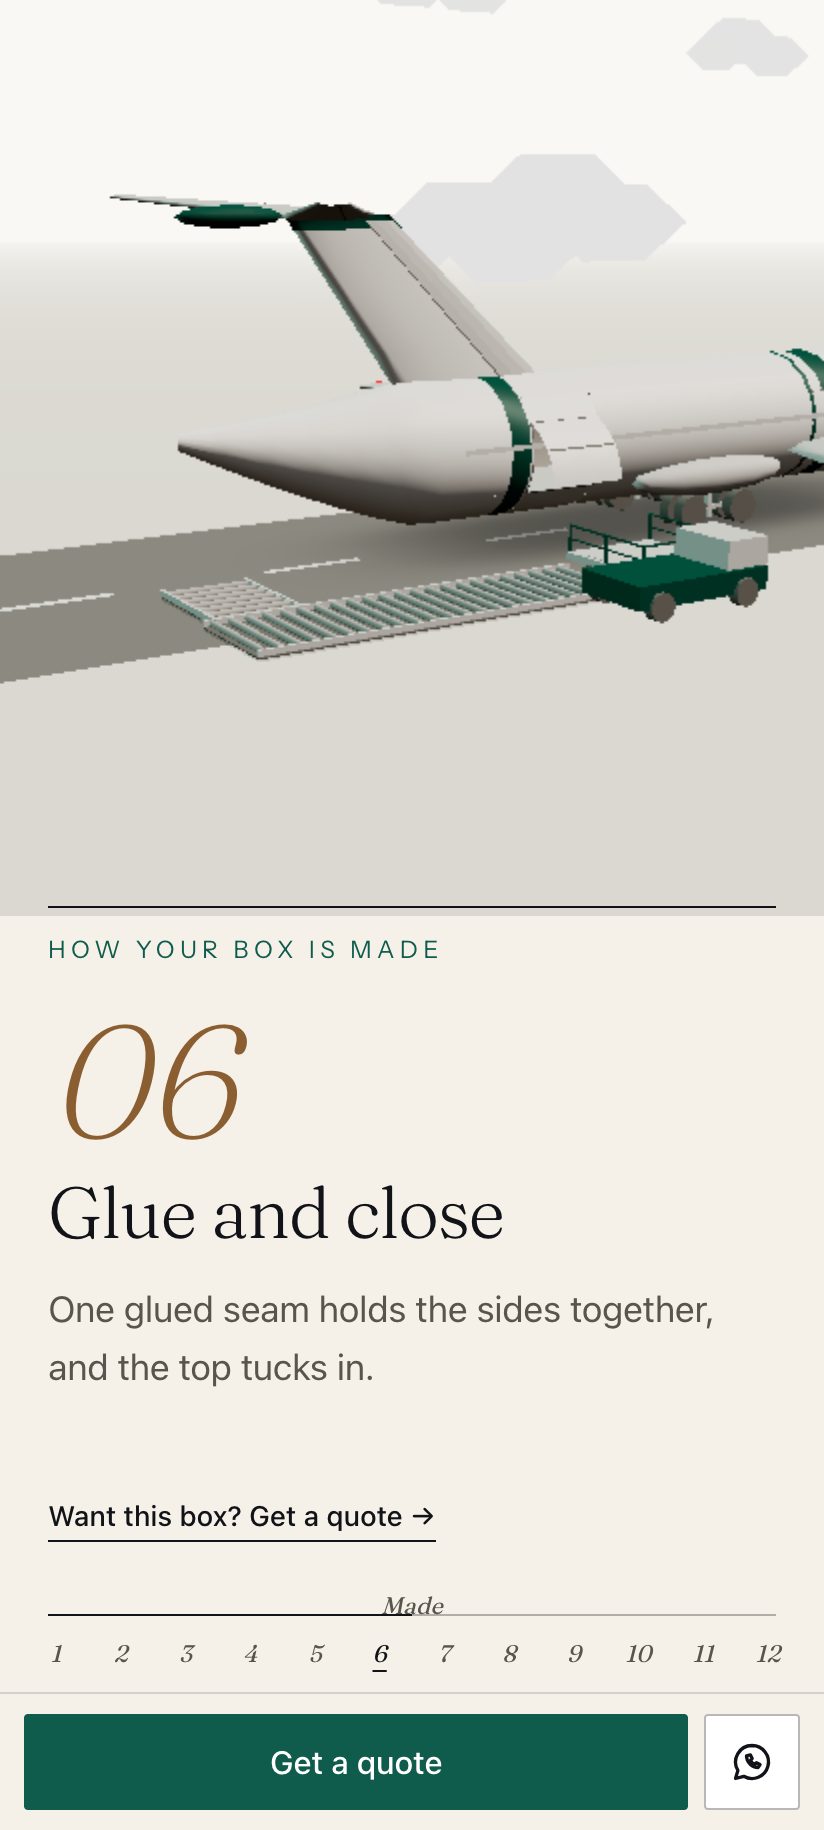 HOW YOUR BOX IS MADE
06
Glue and close
One glued seam holds the sides together,
and the top tucks in.
Want this box? Get a quote →
Made
1 2 3 4 5 6 7 8 9 10 11 12
Get a quote